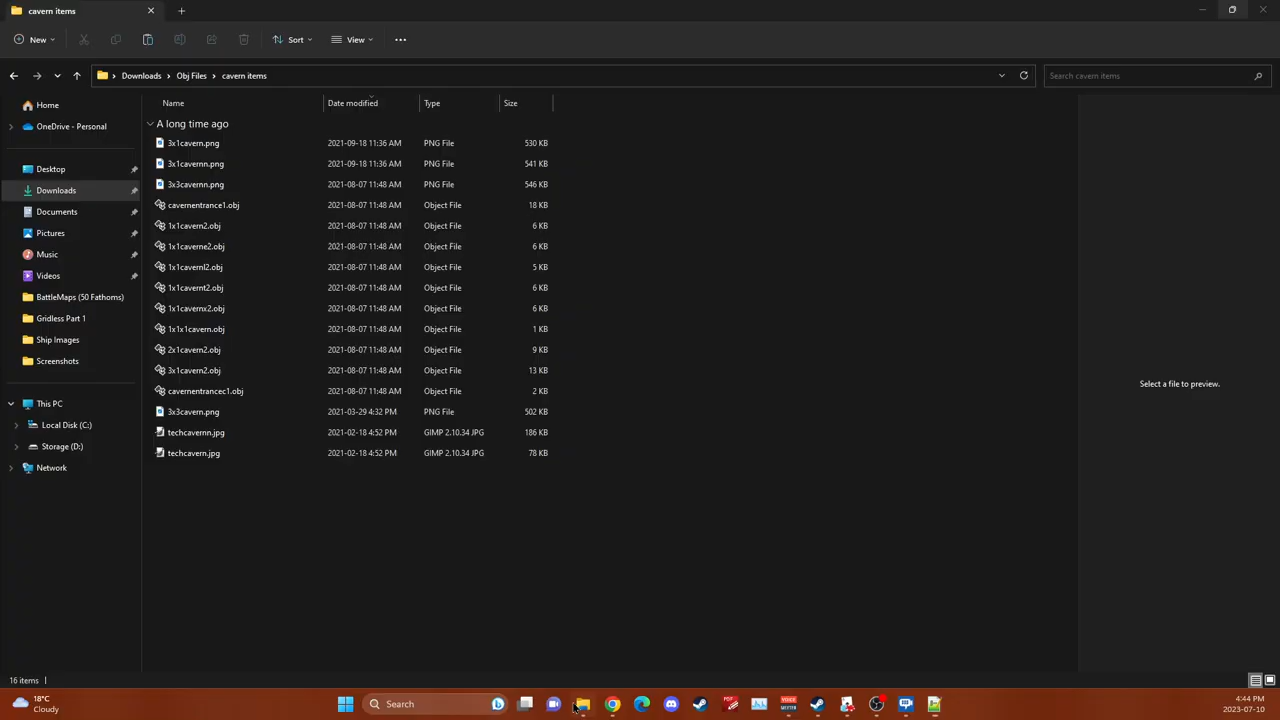 cavern items
New
Sort
View
Downloads > Obj Files > cavern items
Search cavern items
Name
Date modified
Type
Size
Home
OneDrive - Personal
Desktop
Downloads
Documents
Pictures
Music
Videos
BattleMaps (50 Fathoms)
Gridless Part 1
Ship Images
Screenshots
This PC
Local Disk (C:)
Storage (D:)
Network
A long time ago
3x1cavern.png 2021-09-18 11:36 AM PNG File 530 KB
3x1cavernn.png 2021-09-18 11:36 AM PNG File 541 KB
3x3cavernn.png 2021-08-07 11:48 AM PNG File 546 KB
cavernentrance1.obj 2021-08-07 11:48 AM Object File 18 KB
1x1cavern2.obj 2021-08-07 11:48 AM Object File 6 KB
1x1caverne2.obj 2021-08-07 11:48 AM Object File 6 KB
1x1cavernl2.obj 2021-08-07 11:48 AM Object File 5 KB
1x1cavernt2.obj 2021-08-07 11:48 AM Object File 6 KB
1x1cavernx2.obj 2021-08-07 11:48 AM Object File 6 KB
1x1x1cavern.obj 2021-08-07 11:48 AM Object File 1 KB
2x1cavern2.obj 2021-08-07 11:48 AM Object File 9 KB
3x1cavern2.obj 2021-08-07 11:48 AM Object File 13 KB
cavernentrancec1.obj 2021-08-07 11:48 AM Object File 2 KB
3x3cavern.png 2021-03-29 4:32 PM PNG File 502 KB
techcavernn.jpg 2021-02-18 4:52 PM GIMP 2.10.34 JPG 186 KB
techcavern.jpg 2021-02-18 4:52 PM GIMP 2.10.34 JPG 78 KB
Select a file to preview.
16 items
18°C
Cloudy
Search
4:44 PM
2023-07-10